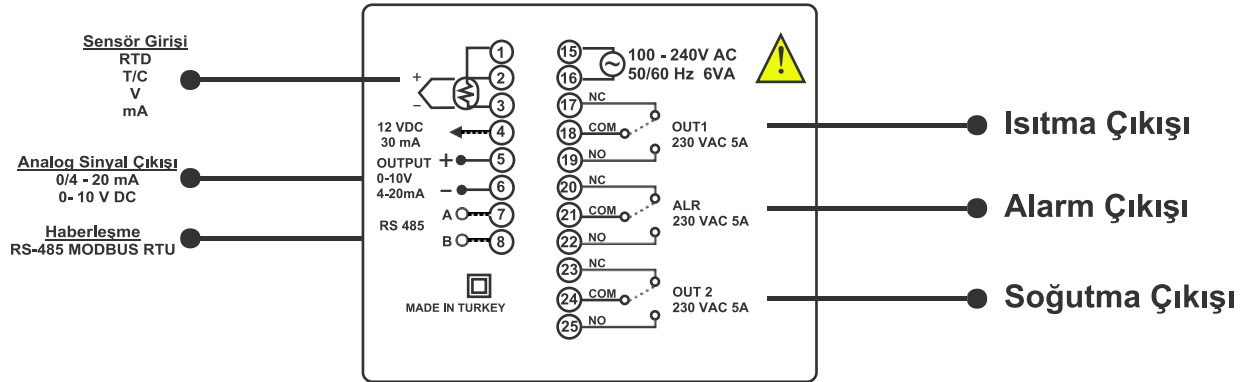 Sensör Girişi
RTD
T/C
V
mA
Analog Sinyal Çıkışı
0/4 - 20 mA
0- 10 V DC
Haberleşme
RS-485 MODBUS RTU
+
−
1
2
3
12 VDC
30 mA
4
OUTPUT
0-10V
4-20mA
+
5
−
6
RS 485
A
7
B
8
MADE IN TURKEY
15
16
100 - 240V AC
50/60 Hz 6VA
!
17
NC
18
COM
19
NO
OUT1
230 VAC 5A
20
NC
21
COM
22
NO
ALR
230 VAC 5A
23
NC
24
COM
25
NO
OUT 2
230 VAC 5A
Isıtma Çıkışı
Alarm Çıkışı
Soğutma Çıkışı